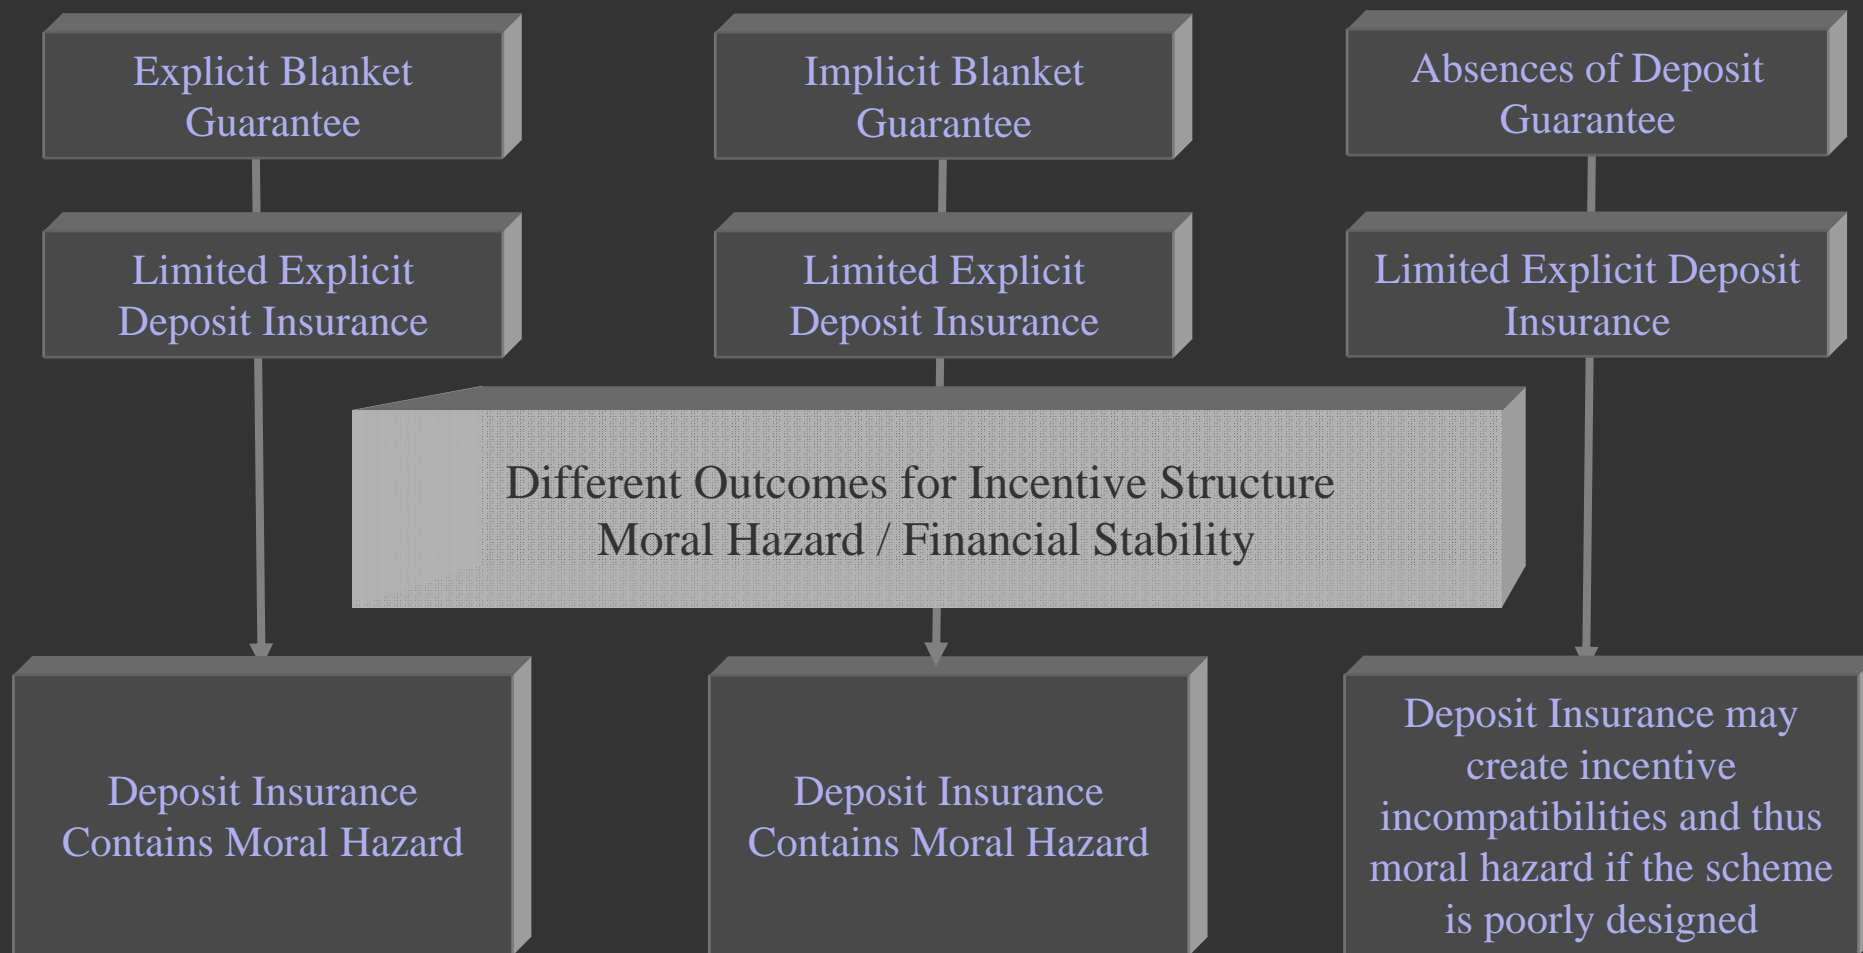 Explicit Blanket
Guarantee
Implicit Blanket
Guarantee
Absences of Deposit
Guarantee
Limited Explicit
Deposit Insurance
Limited Explicit
Deposit Insurance
Limited Explicit Deposit
Insurance
Different Outcomes for Incentive Structure
Moral Hazard / Financial Stability
Deposit Insurance
Contains Moral Hazard
Deposit Insurance
Contains Moral Hazard
Deposit Insurance may
create incentive
incompatibilities and thus
moral hazard if the scheme
is poorly designed